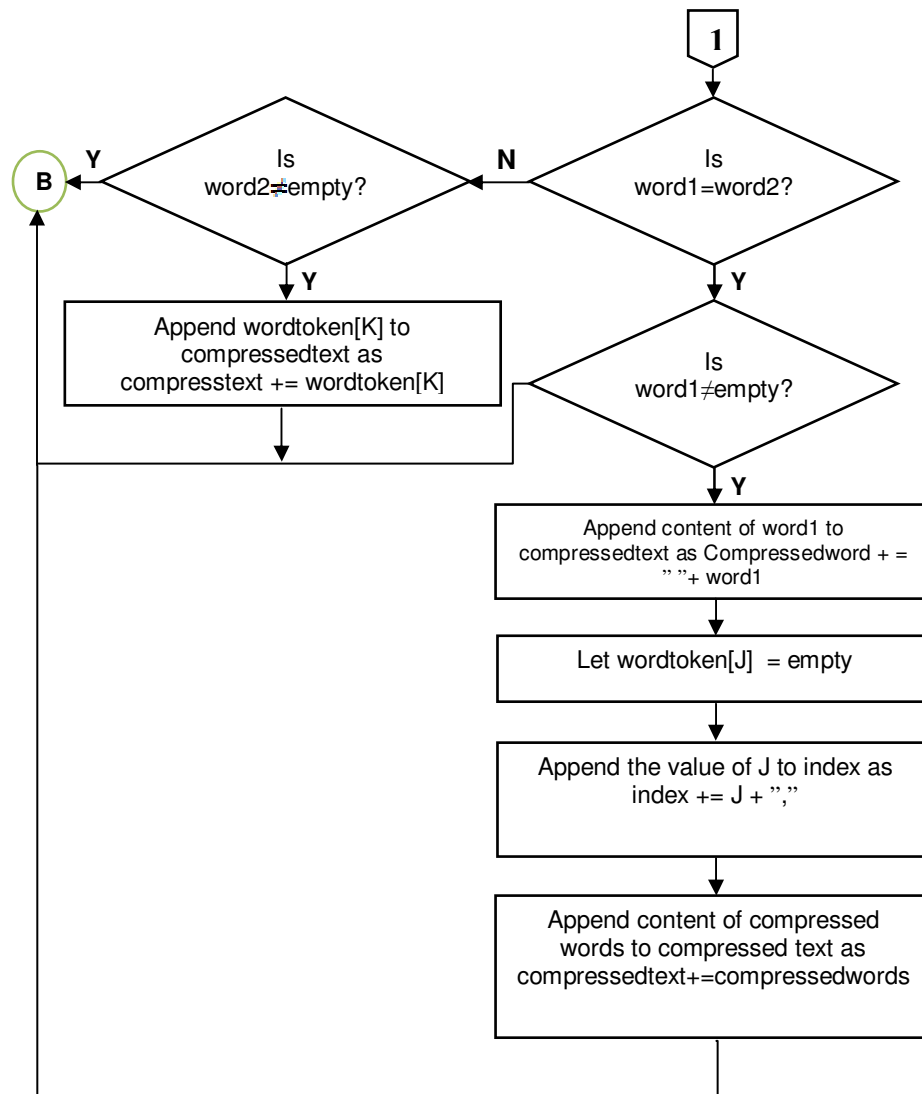 1
Is
word1=word2?
N
Is
word2≠empty?
Y
B
Y
Append wordtoken[K] to
compressedtext as
compresstext += wordtoken[K]
Y
Is
word1≠empty?
Y
Append content of word1 to
compressedtext as Compressedword + =
” ”+ word1
Let wordtoken[J] = empty
Append the value of J to index as
index += J + ”,”
Append content of compressed
words to compressed text as
compressedtext+=compressedwords